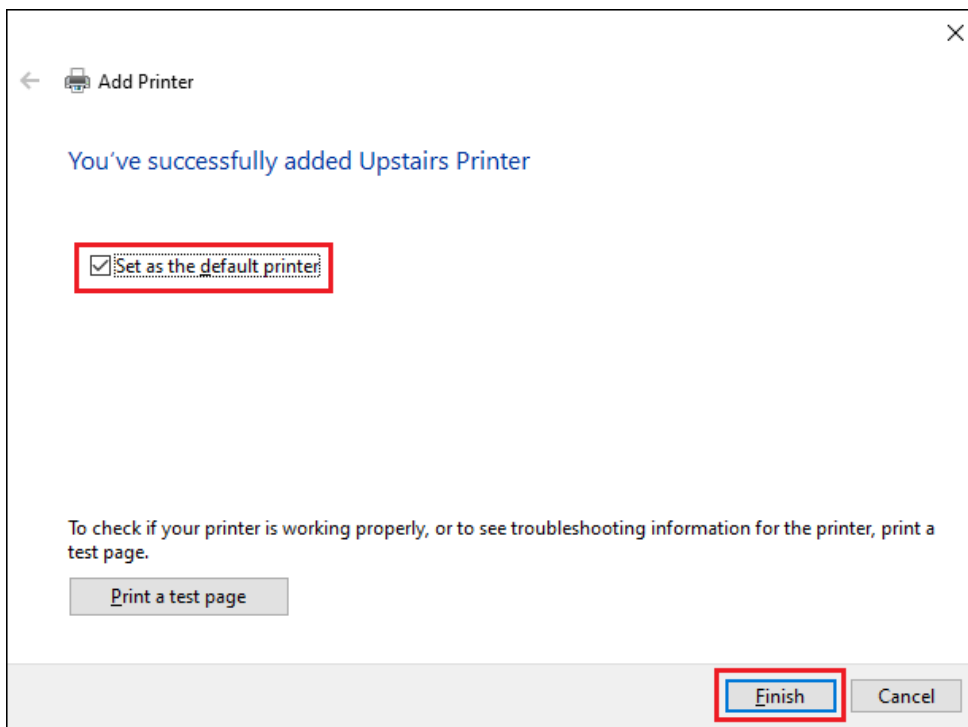 Add Printer
You've successfully added Upstairs Printer
Set as the default printer
To check if your printer is working properly, or to see troubleshooting information for the printer, print a
test page.
Print a test page
Finish
Cancel